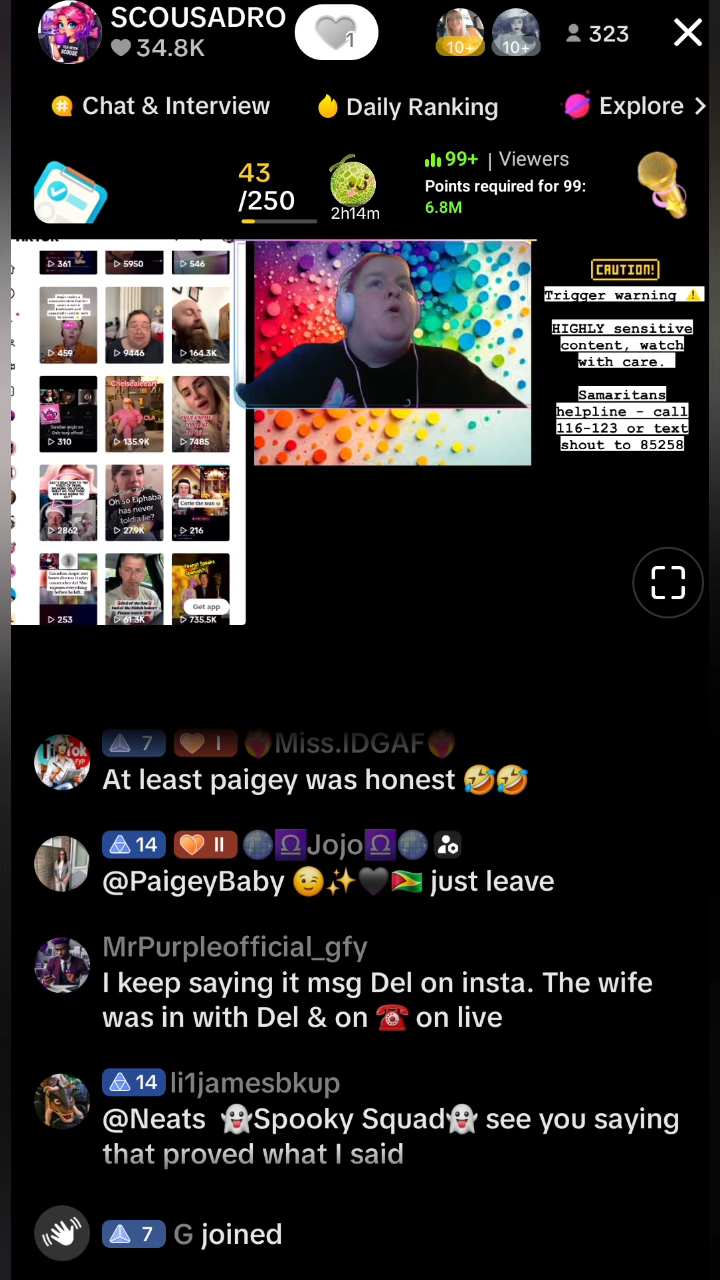 SCOUSADRO
34.8K
1
10+
10+
323
Chat & Interview
Daily Ranking
Explore
43
/250
2h14m
99+ | Viewers
Points required for 99:
6.8M
361
5950
546
459
9446
164.3K
Chelsealeeart
CLA
310
135.9K
7485
Oh so Elphaba
has never
told a lie?
2862
27.9K
216
Get app
253
61.3K
735.5K
CAUTION!
Trigger warning ⚠️
HIGHLY sensitive
content, watch
with care.
Samaritans
helpline - call
116-123 or text
shout to 85258
7 I ❤️‍🔥Miss.IDGAF❤️‍🔥
At least paigey was honest 🤣🤣
14 II 🪩♎Jojo♎🪩
@PaigeyBaby 😉✨🖤🇬🇾 just leave
MrPurpleofficial_gfy
I keep saying it msg Del on insta. The wife
was in with Del & on ☎️ on live
14 li1jamesbkup
@Neats 👻Spooky Squad👻 see you saying
that proved what I said
7 G joined